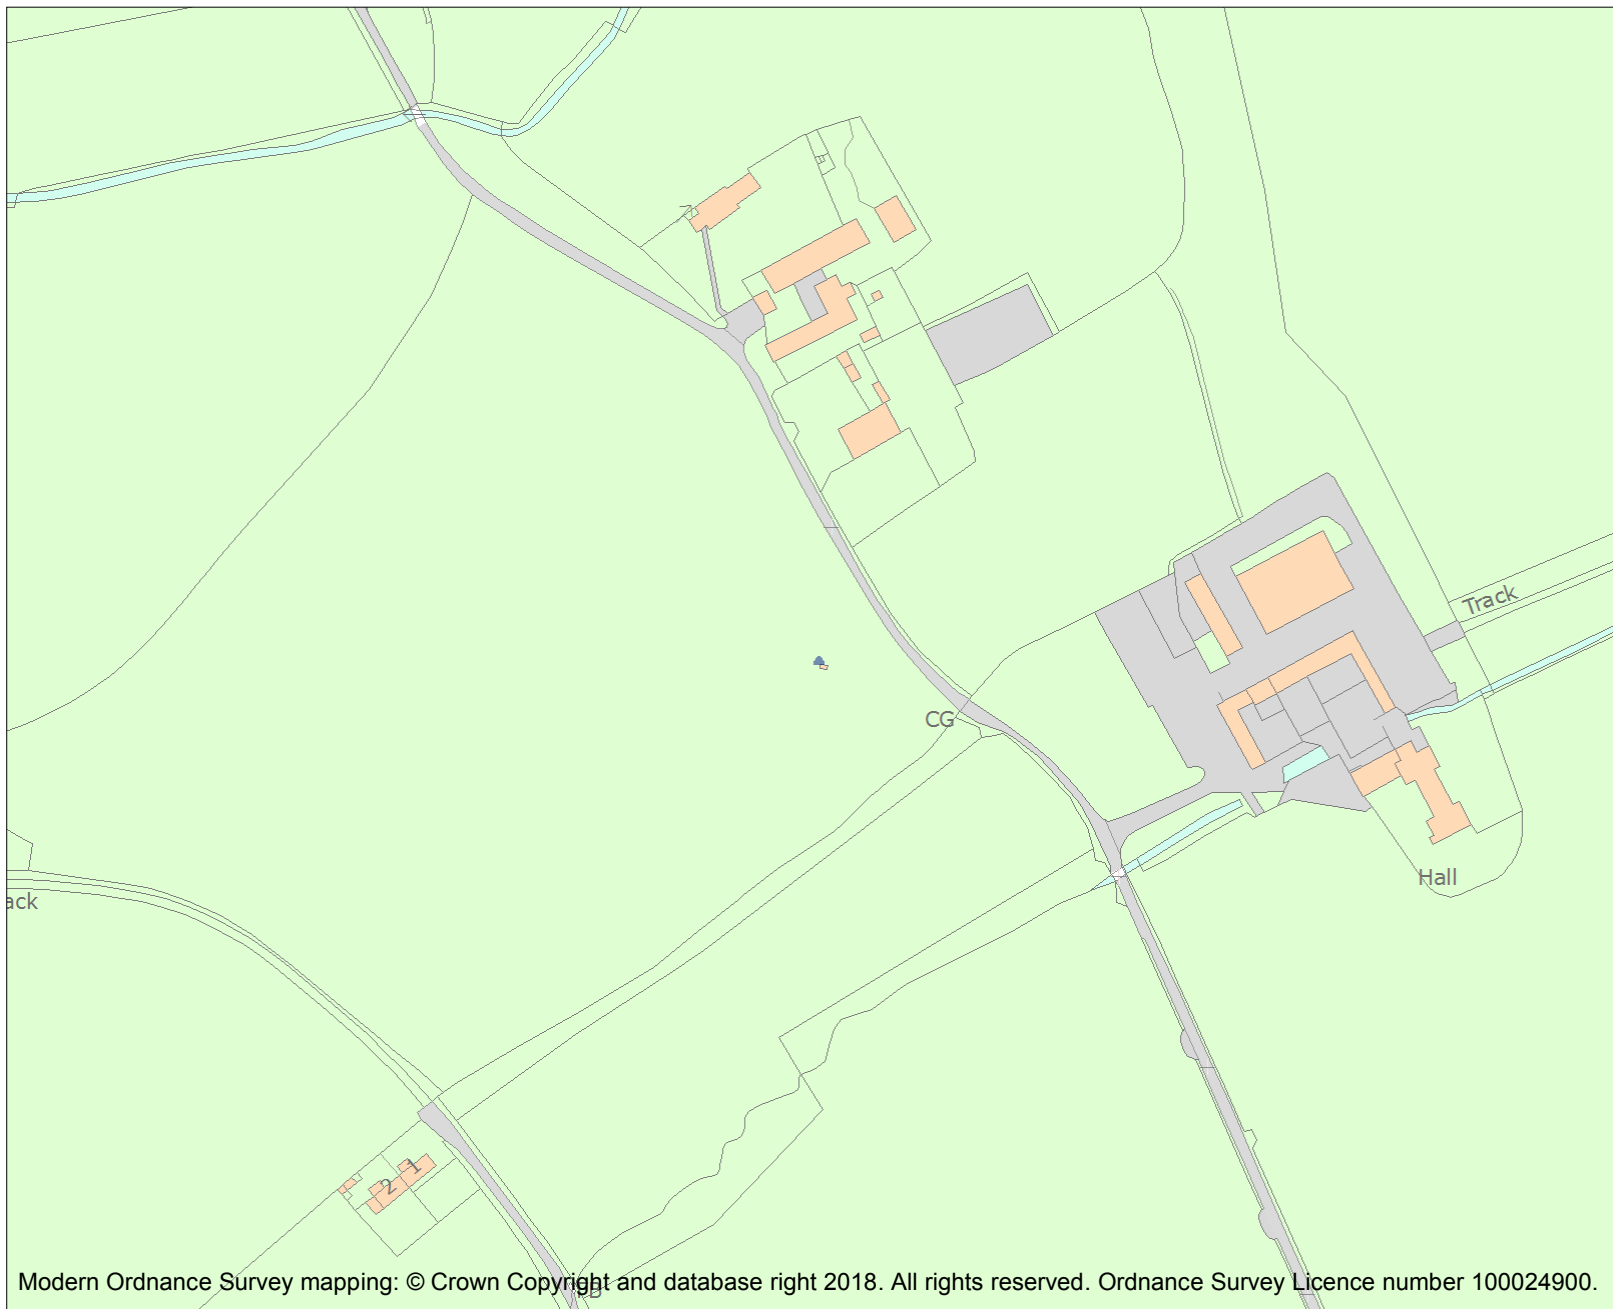 Track
CG
Hall
ack
1
2
Modern Ordnance Survey mapping: © Crown Copyright and database right 2018. All rights reserved. Ordnance Survey Licence number 100024900.